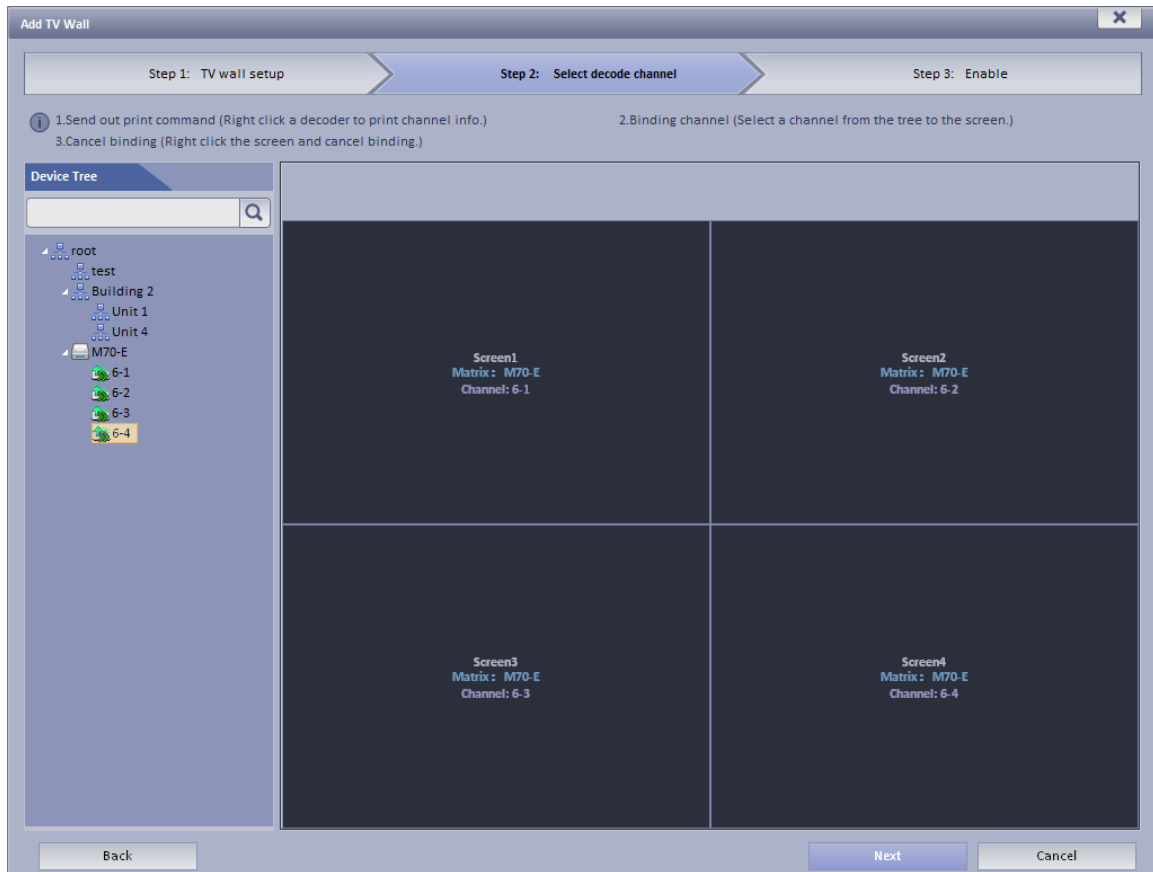 Add TV Wall
Step 1: TV wall setup
Step 2: Select decode channel
Step 3: Enable
1.Send out print command (Right click a decoder to print channel info.)
2.Binding channel (Select a channel from the tree to the screen.)
3.Cancel binding (Right click the screen and cancel binding.)
Device Tree
root
test
Building 2
Unit 1
Unit 4
M70-E
6-1
6-2
6-3
6-4
Screen1
Matrix: M70-E
Channel: 6-1
Screen2
Matrix: M70-E
Channel: 6-2
Screen3
Matrix: M70-E
Channel: 6-3
Screen4
Matrix: M70-E
Channel: 6-4
Back
Next
Cancel